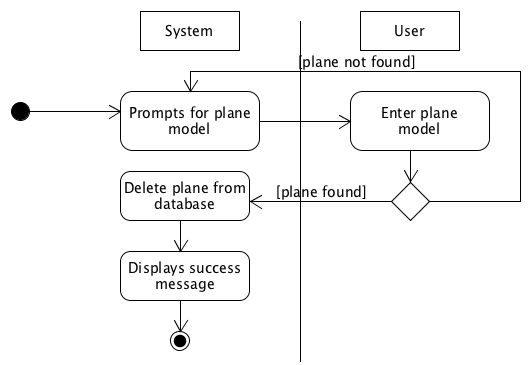 System
User
[plane not found]
Prompts for plane
model
Enter plane
model
Delete plane from
database
[plane found]
Displays success
message